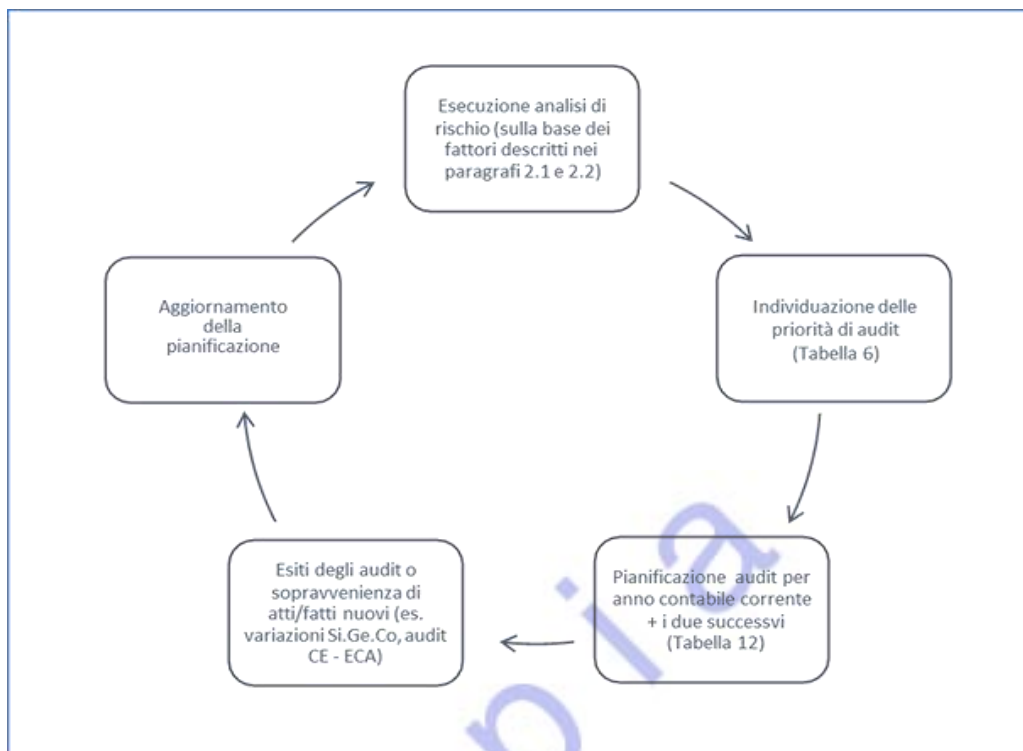 Esecuzione analisi di
rischio (sulla base dei
fattori descritti nei
paragrafi 2.1 e 2.2)
Individuazione delle
priorità di audit
(Tabella 6)
Pianificazione audit per
anno contabile corrente
+ i due successvi
(Tabella 12)
Esiti degli audit o
sopravvenienza di
atti/fatti nuovi (es.
variazioni Si.Ge.Co, audit
CE - ECA)
Aggiornamento
della
pianificazione
pia